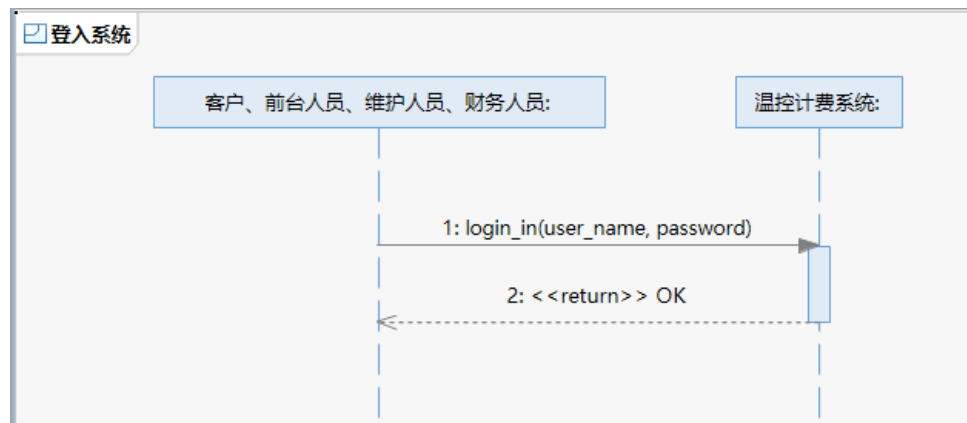 登入系统
客户、前台人员、维护人员、财务人员:
温控计费系统:
1: login_in(user_name, password)
2: <<return>> OK